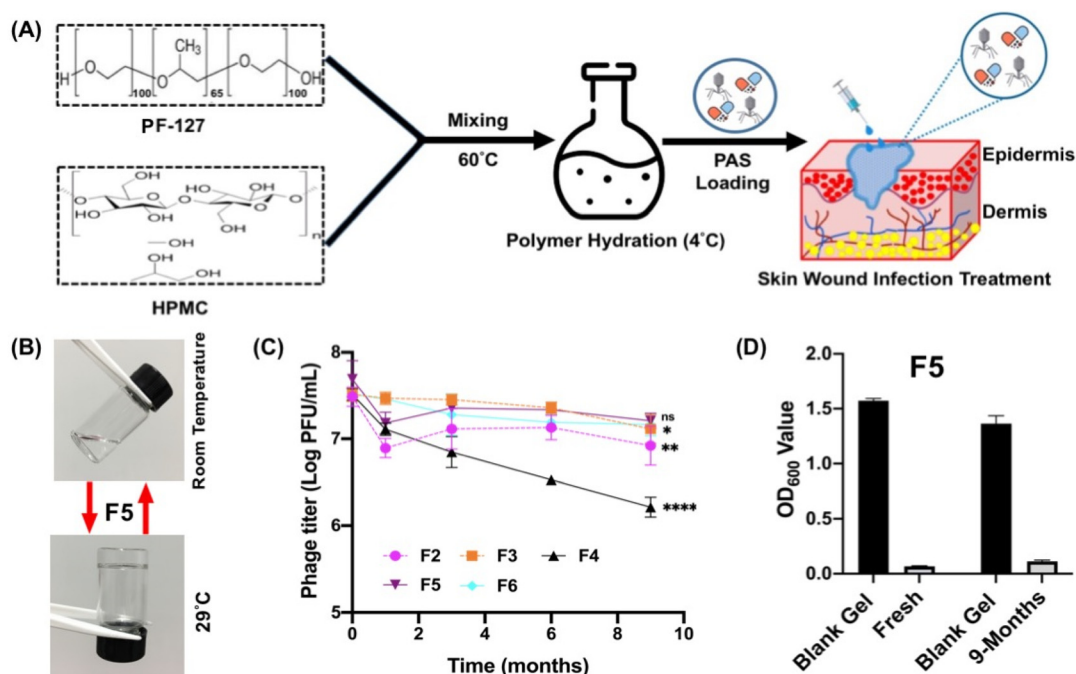 (A)
CH₃
H
O
O
O
O
OH
100
65
100
PF-127
OH
HO
O
OH
OH
HO
O
O
O
OH
HO
O
OH
n
OH
OH
OH
HPMC
Mixing
60°C
Polymer Hydration (4°C)
PAS
Loading
Epidermis
Dermis
Skin Wound Infection Treatment
(B)
Room Temperature
F5
29°C
(C)
Phage titer (Log PFU/mL)
8
7
6
5
ns
*
**
****
F2
F3
F4
F5
F6
0
2
4
6
8
10
Time (months)
(D)
F5
OD₆₀₀ Value
2.0
1.5
1.0
0.5
0.0
Blank Gel
Fresh
Blank Gel
9-Months